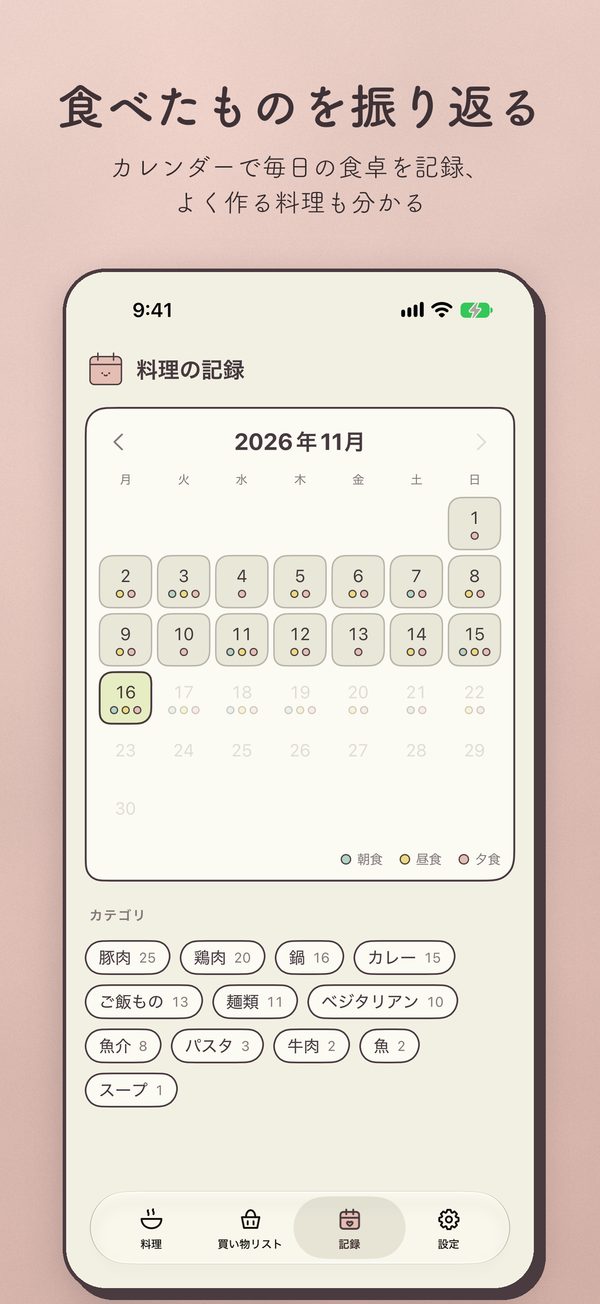 食べたものを振り返る
カレンダーで毎日の食卓を記録、
よく作る料理も分かる
9:41
料理の記録
2026年11月
月 火 水 木 金 土 日
1
2 3 4 5 6 7 8
9 10 11 12 13 14 15
16 17 18 19 20 21 22
23 24 25 26 27 28 29
30
朝食 昼食 夕食
カテゴリ
豚肉 25 鶏肉 20 鍋 16 カレー 15
ご飯もの 13 麺類 11 ベジタリアン 10
魚介 8 パスタ 3 牛肉 2 魚 2
スープ 1
料理 買い物リスト 記録 設定